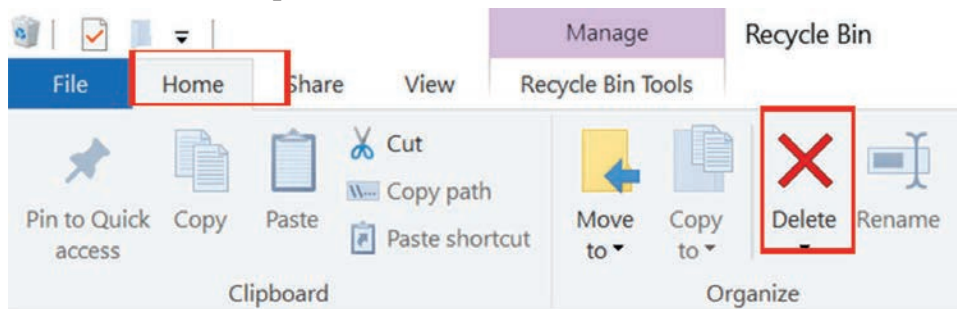 Manage
Recycle Bin
File
Home
Share
View
Recycle Bin Tools
Pin to Quick
access
Copy
Paste
Cut
Copy path
Paste shortcut
Move
to
Copy
to
Delete
Rename
Clipboard
Organize